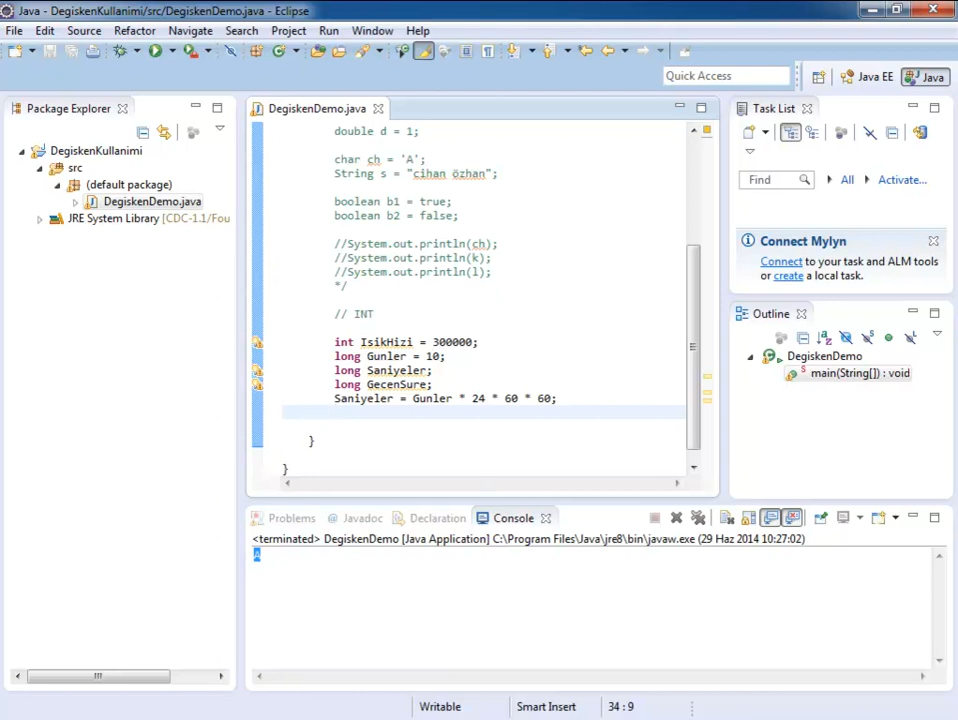 Java - DegiskenKullanimi/src/DegiskenDemo.java - Eclipse
File Edit Source Refactor Navigate Search Project Run Window Help
Quick Access
Java EE
Java
Package Explorer
DegiskenKullanimi
src
(default package)
DegiskenDemo.java
JRE System Library [CDC-1.1/Fou
DegiskenDemo.java
double d = 1;
char ch = 'A';
String s = "cihan özhan";
boolean b1 = true;
boolean b2 = false;
//System.out.println(ch);
//System.out.println(k);
//System.out.println(l);
*/
// INT
int IsikHizi = 300000;
long Gunler = 10;
long Saniyeler;
long GecenSure;
Saniyeler = Gunler * 24 * 60 * 60;
}
}
Task List
Find
All
Activate...
Connect Mylyn
Connect to your task and ALM tools
or create a local task.
Outline
DegiskenDemo
main(String[]) : void
Problems @ Javadoc Declaration Console
<terminated> DegiskenDemo [Java Application] C:\Program Files\Java\jre8\bin\javaw.exe (29 Haz 2014 10:27:02)
A
Writable Smart Insert 34 : 9